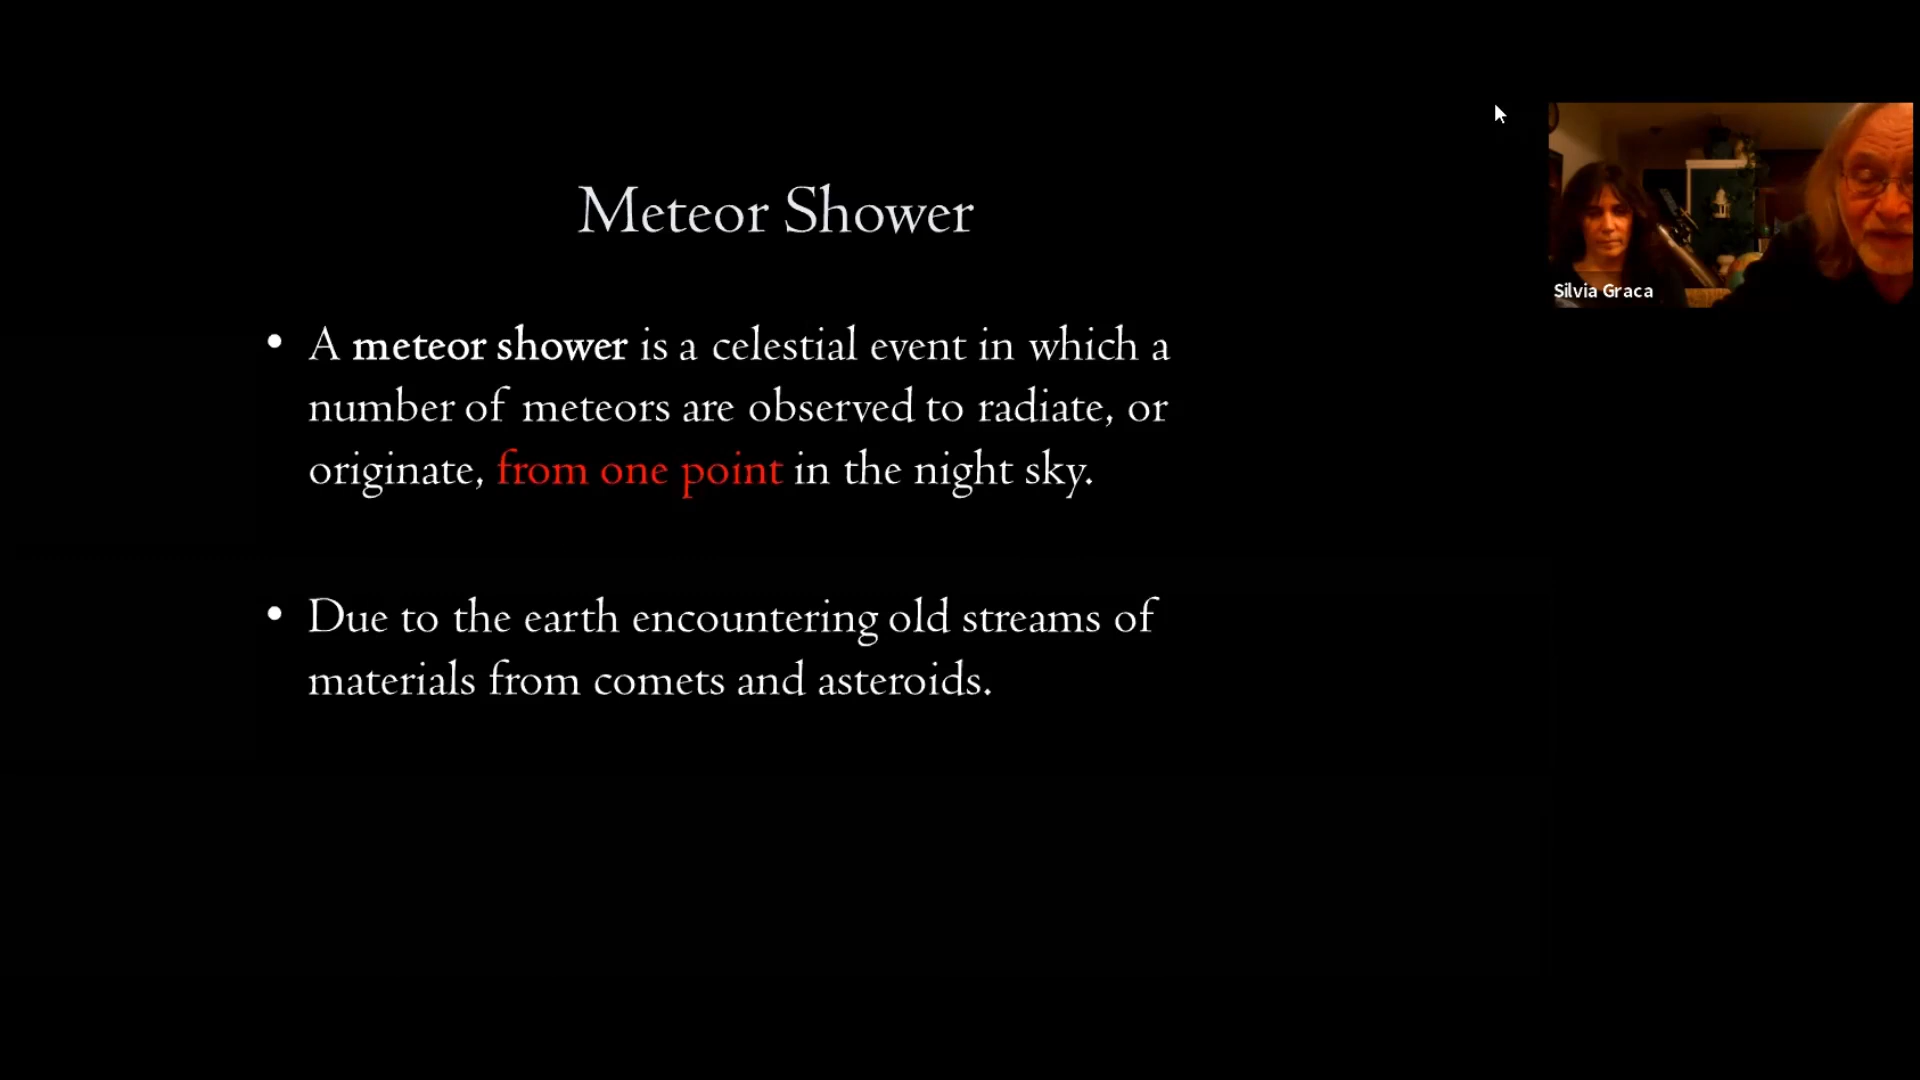 Meteor Shower
• A meteor shower is a celestial event in which a
number of meteors are observed to radiate, or
originate, from one point in the night sky.
• Due to the earth encountering old streams of
materials from comets and asteroids.
Silvia Graca